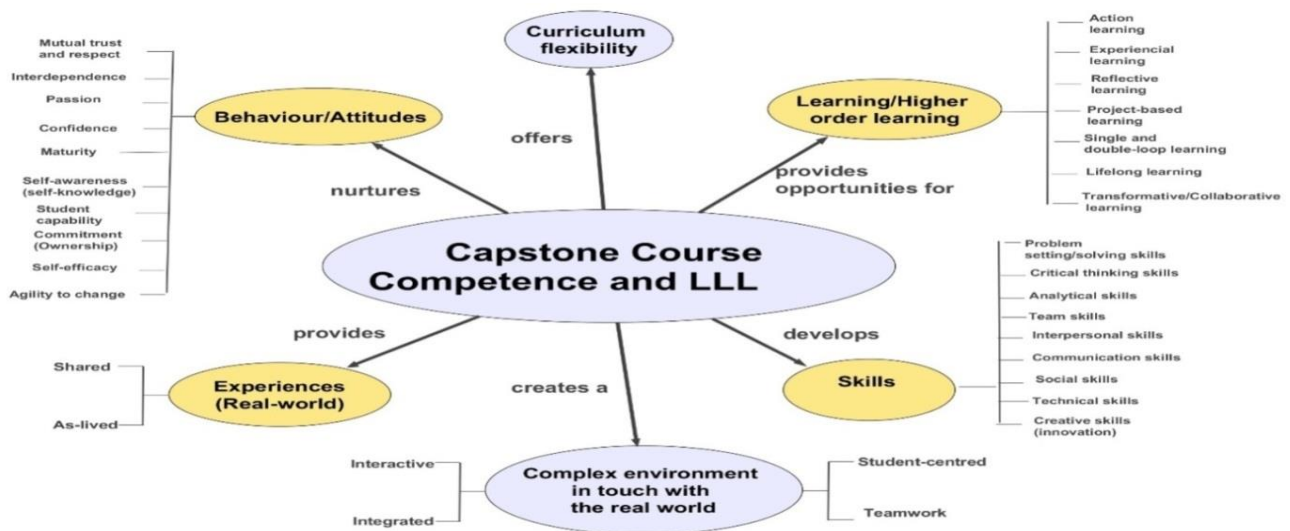 Curriculum
flexibility
Mutual trust
and respect
Interdependence
Passion
Confidence
Maturity
Self-awareness
(self-knowledge)
Student
capability
Commitment
(Ownership)
Self-efficacy
Agility to change
Behaviour/Attitudes
nurtures
offers
Learning/Higher
order learning
provides
opportunities for
Action
learning
Experiencial
learning
Reflective
learning
Project-based
learning
Single and
double-loop learning
Lifelong learning
Transformative/Collaborative
learning
Capstone Course
Competence and LLL
provides
Experiences
(Real-world)
Shared
As-lived
creates a
Complex environment
in touch with
the real world
Interactive
Integrated
Student-centred
Teamwork
develops
Skills
Problem
setting/solving skills
Critical thinking skills
Analytical skills
Team skills
Interpersonal skills
Communication skills
Social skills
Technical skills
Creative skills
(innovation)